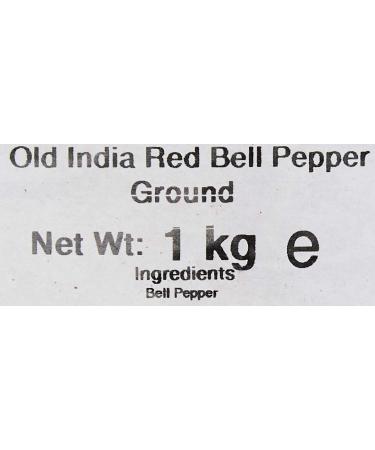 Old India Red Bell Pepper
Ground
Net Wt: 1 kg e
Ingredients
Bell Pepper